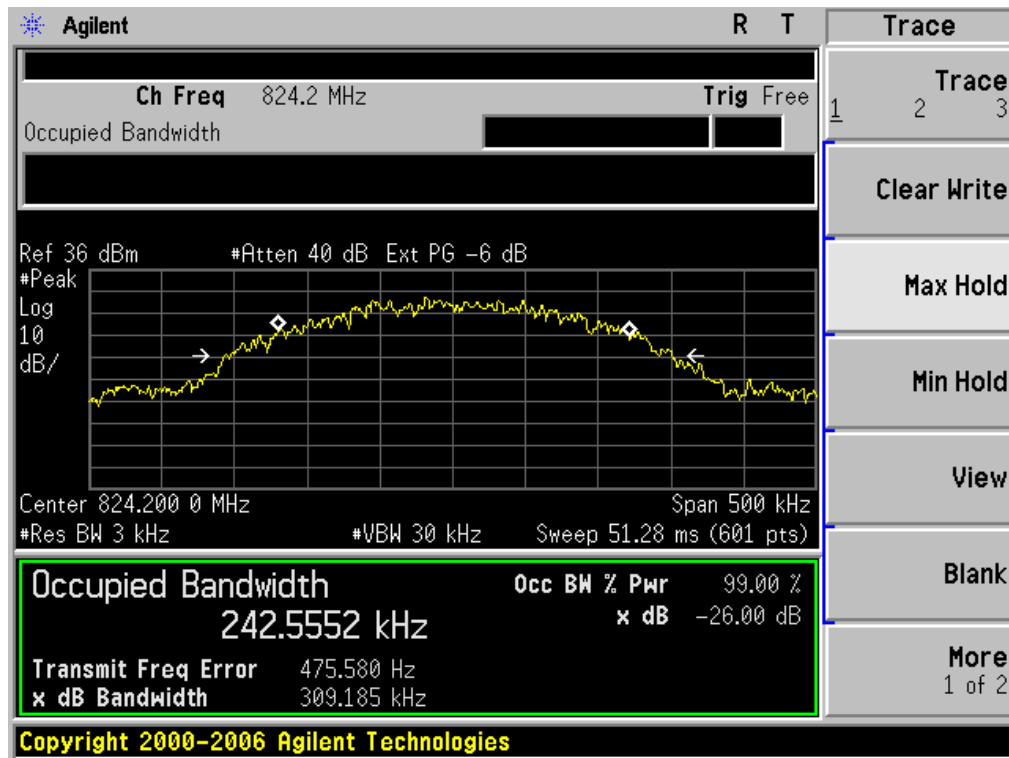 Agilent R T Trace
Ch Freq 824.2 MHz Trig Free
Occupied Bandwidth
Trace
1 2 3
Clear Write
Max Hold
Min Hold
View
Blank
More
1 of 2
Ref 36 dBm #Atten 40 dB Ext PG -6 dB
#Peak
Log
10
dB/
Center 824.200 0 MHz Span 500 kHz
#Res BW 3 kHz #VBW 30 kHz Sweep 51.28 ms (601 pts)
Occupied Bandwidth Occ BW % Pwr 99.00 %
242.5552 kHz x dB -26.00 dB
Transmit Freq Error 475.580 Hz
x dB Bandwidth 309.185 kHz
Copyright 2000-2006 Agilent Technologies